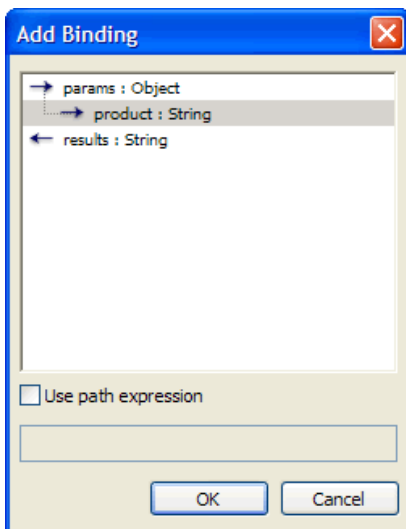 Add Binding
params : Object
product : String
results : String
Use path expression
OK Cancel